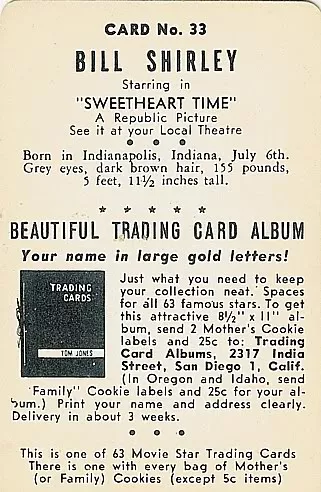 CARD No. 33
BILL SHIRLEY
Starring in
"SWEETHEART TIME"
A Republic Picture
See it at your Local Theatre
Born in Indianapolis, Indiana, July 6th.
Grey eyes, dark brown hair, 155 pounds,
5 feet, 11½ inches tall.
BEAUTIFUL TRADING CARD ALBUM
Your name in large gold letters!
TRADING
CARDS
TOM JONES
Just what you need to keep
your collection neat. Spaces
for all 63 famous stars. To get
this attractive 8½" x 11" al-
bum, send 2 Mother's Cookie
labels and 25c to: Trading
Card Albums, 2317 India
Street, San Diego 1, Calif.
(In Oregon and Idaho, send
"Family" Cookie labels and 25c for your al-
bum.) Print your name and address clearly.
Delivery in about 3 weeks.
This is one of 63 Movie Star Trading Cards
There is one with every bag of Mother's
(or Family) Cookies (except 5c items)